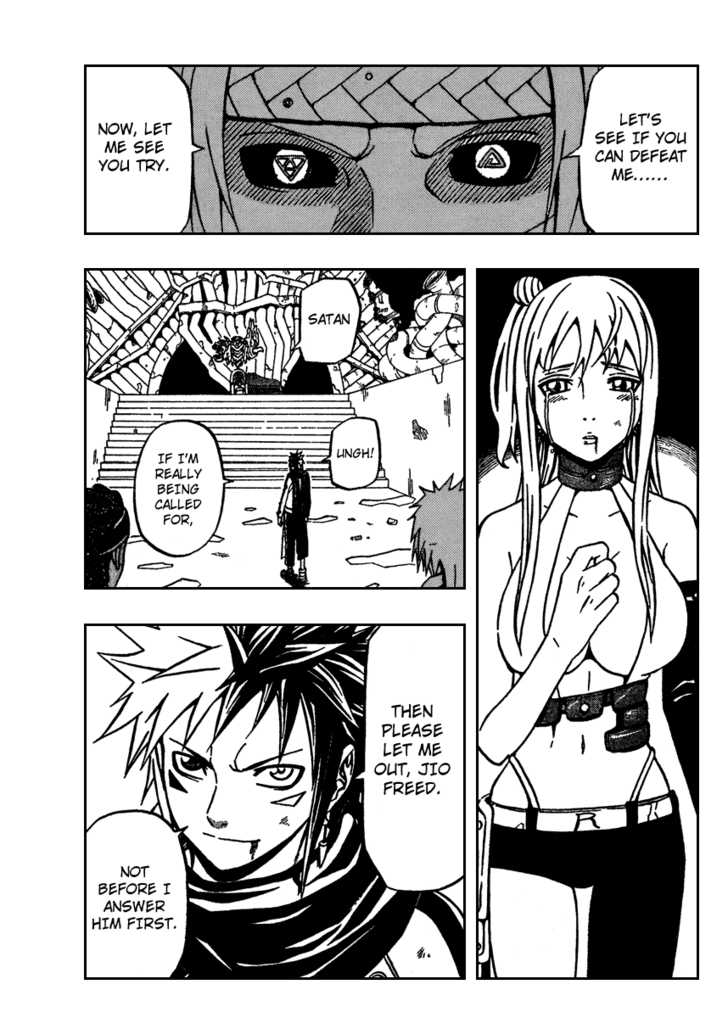 LET'S
SEE IF YOU
CAN DEFEAT
ME......
NOW, LET
ME SEE
YOU TRY.
SATAN
UNGH!
IF I'M
REALLY
BEING
CALLED
FOR,
THEN
PLEASE
LET ME
OUT, JIO
FREED.
NOT
BEFORE I
ANSWER
HIM FIRST.